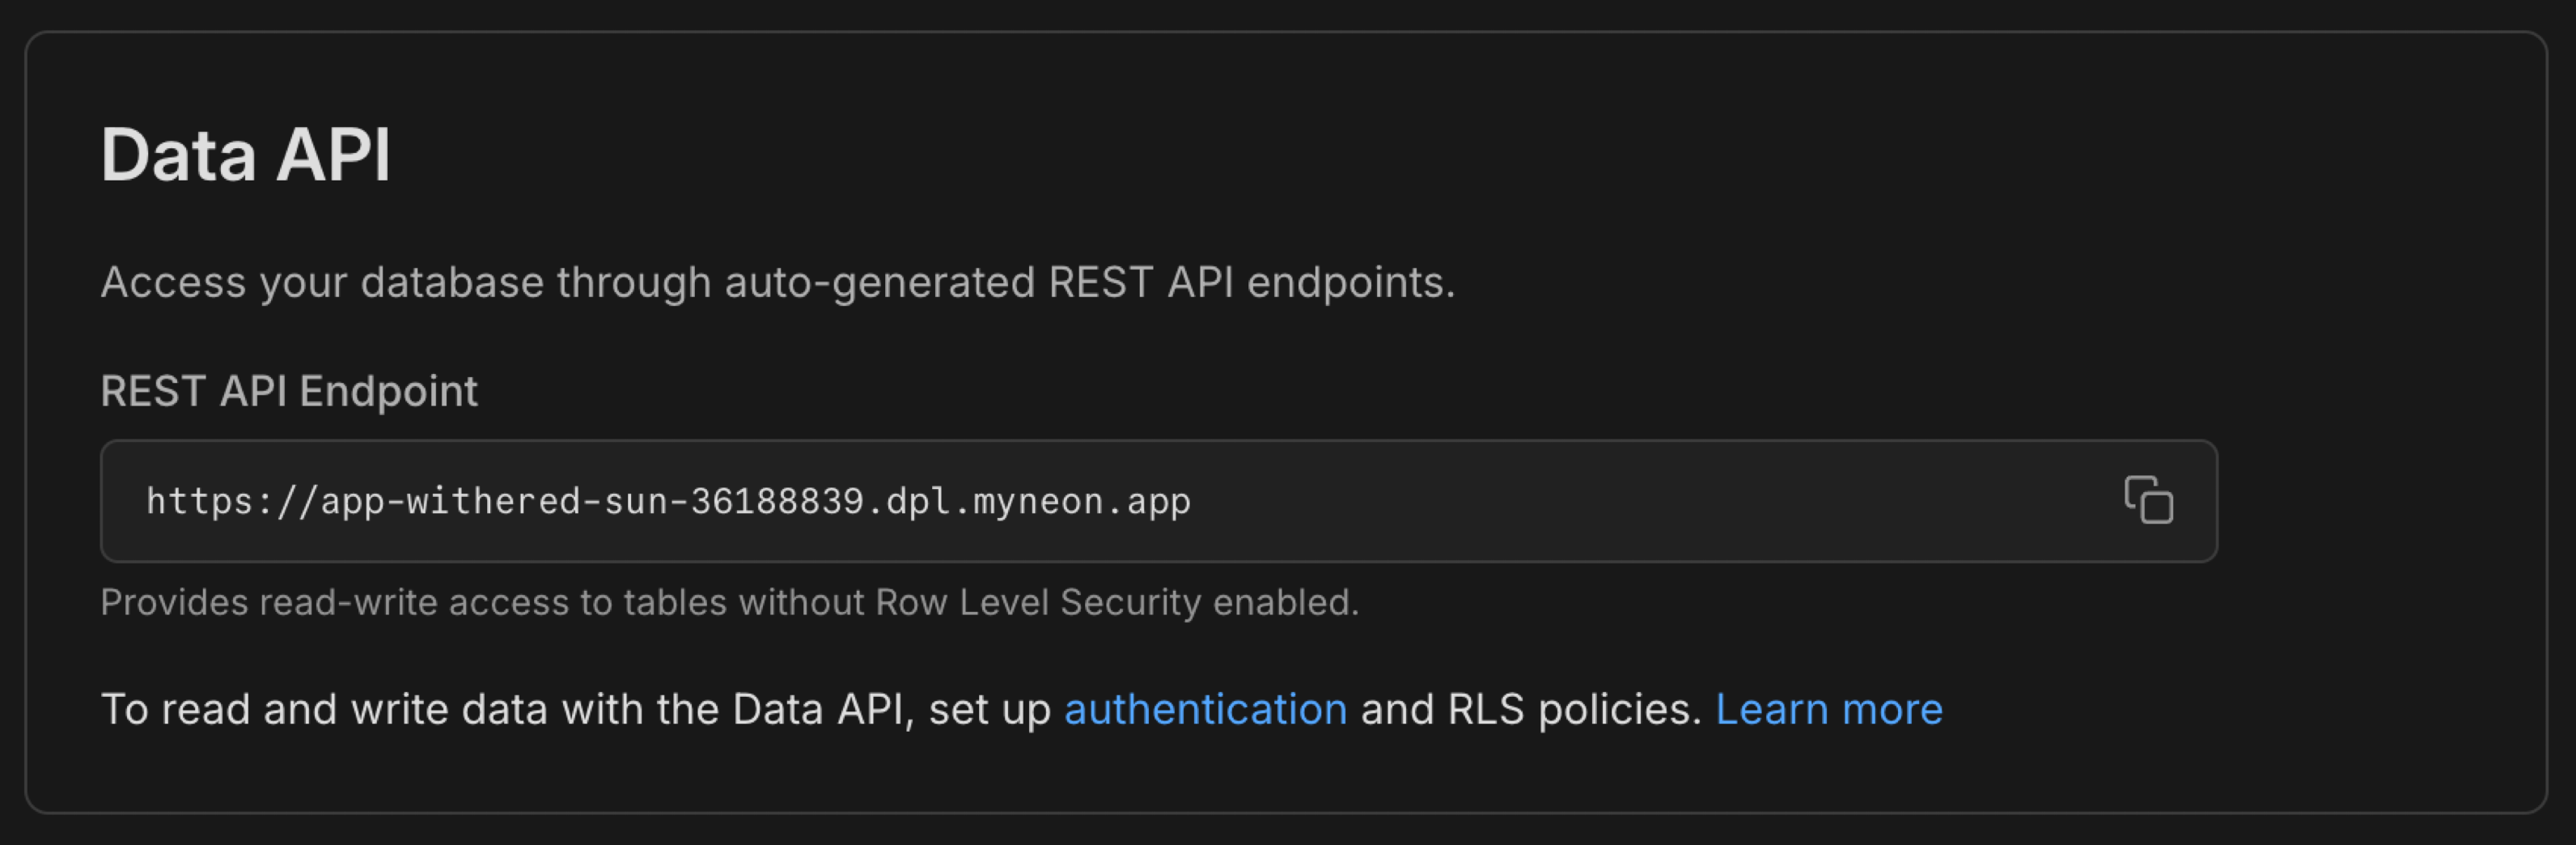 Data API
Access your database through auto-generated REST API endpoints.
REST API Endpoint
https://app-withered-sun-36188839.dpl.myneon.app
Provides read-write access to tables without Row Level Security enabled.
To read and write data with the Data API, set up authentication and RLS policies. Learn more